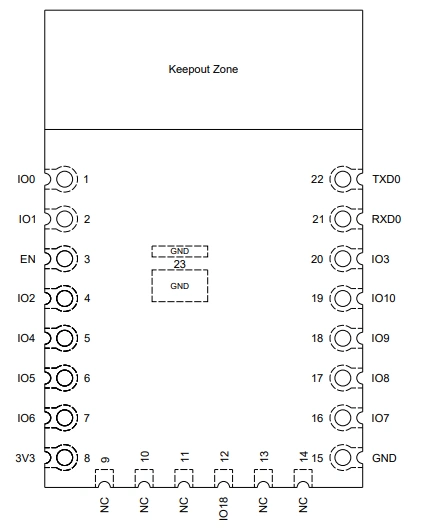 Keepout Zone
IO0 1 22 TXD0
IO1 2 21 RXD0
EN 3 GND 20 IO3
23
IO2 4 GND 19 IO10
IO4 5 18 IO9
IO5 6 17 IO8
IO6 7 16 IO7
3V3 8 9 10 11 12 13 14 15 GND
NC NC NC IO18 NC NC